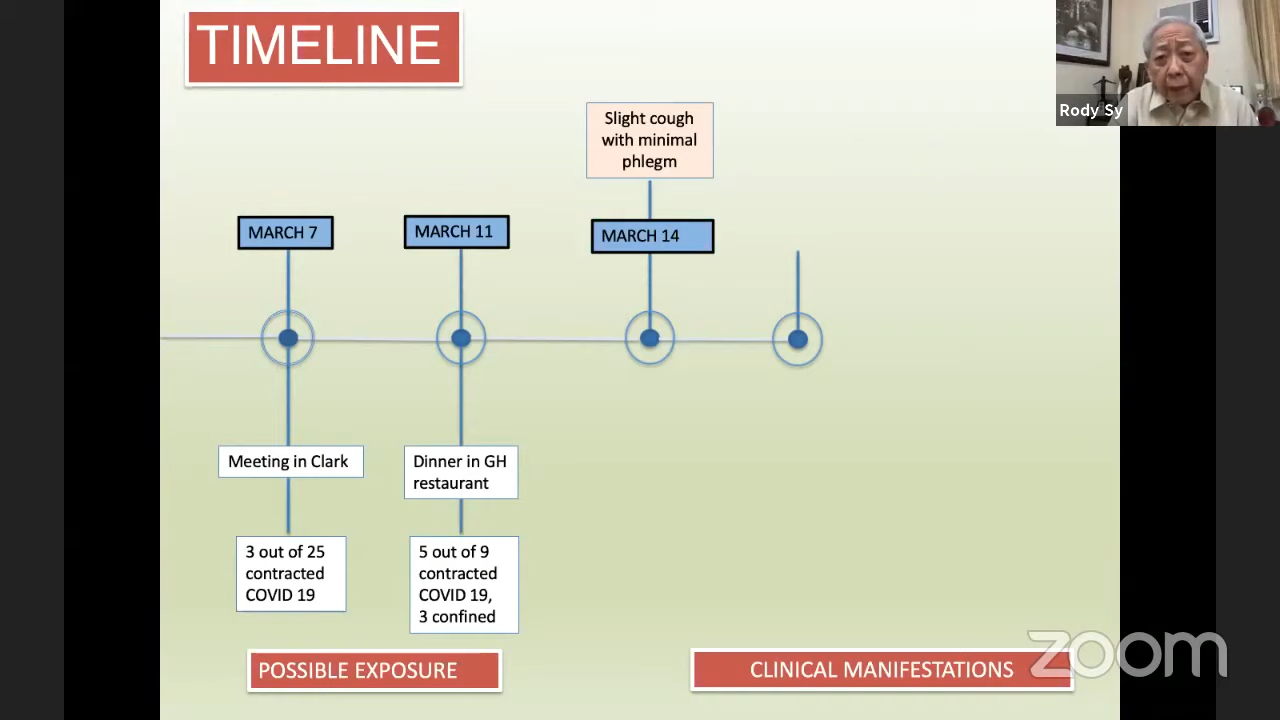 TIMELINE
Rody Sy
Slight cough
with minimal
phlegm
MARCH 7
MARCH 11
MARCH 14
Meeting in Clark
Dinner in GH
restaurant
3 out of 25
contracted
COVID 19
5 out of 9
contracted
COVID 19,
3 confined
POSSIBLE EXPOSURE
CLINICAL MANIFESTATIONS
zoom